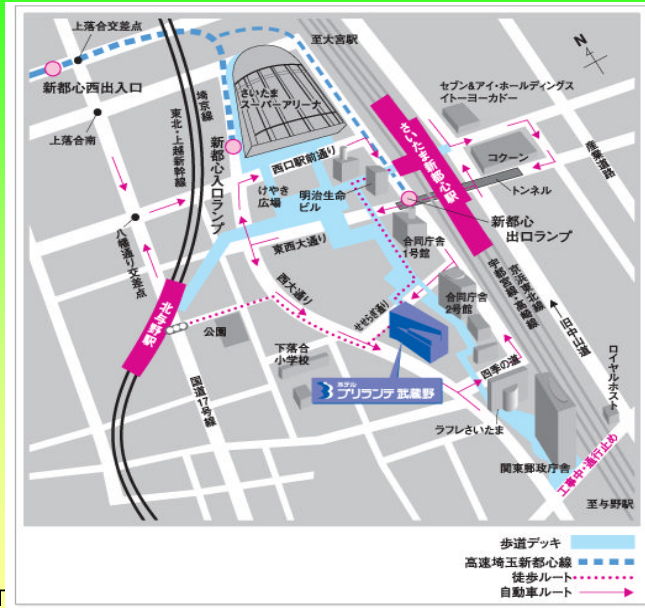 上落合交差点
至大宮駅
N
新都心西出入口
セブン&アイ・ホールディングス
イトーヨーカドー
埼京線
東北・上越新幹線
さいたま
スーパーアリーナ
さいたま新都心駅
上落合南
新都心入口ランプ
西口駅前通り
コクーン
産業道路
けやき
広場
明治生命
ビル
トンネル
新都心
出口ランプ
八幡通り交差点
東西大通り
合同庁舎
1号館
京浜東北線
宇都宮線・高崎線
西大通り
合同庁舎
2号館
せせらぎ通り
旧中山道
北与野駅
公園
下落合
小学校
ロイヤルホスト
四季の道
ホテル
ブリランテ 武蔵野
国道17号線
ラフレさいたま
関東郵政庁舎
工事中・通行止め
至与野駅
歩道デッキ
高速埼玉新都心線
徒歩ルート
自動車ルート